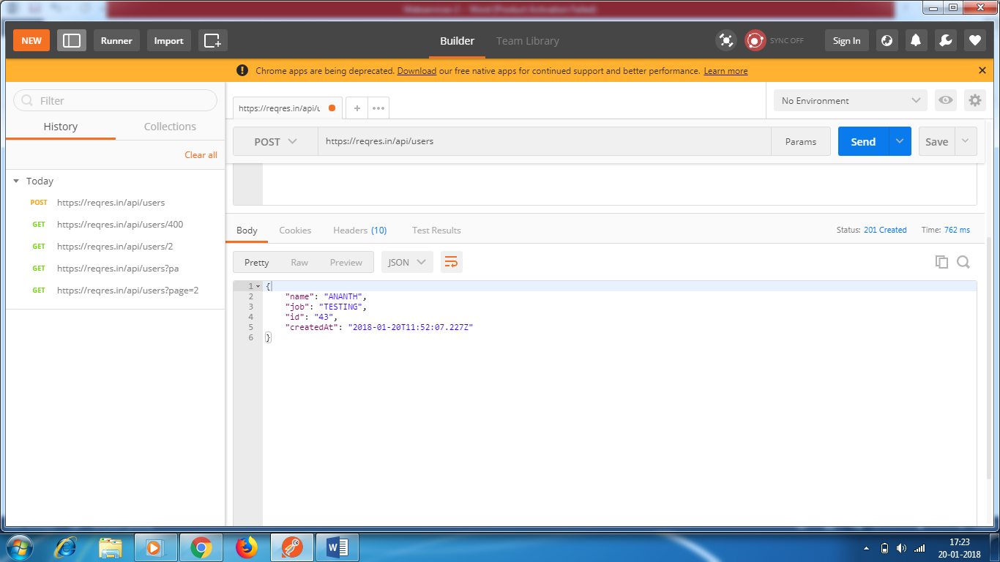 NEW
Runner
Import
Builder
Team Library
SYNC OFF
Sign In
Chrome apps are being deprecated. Download our free native apps for continued support and better performance. Learn more
Filter
History
Collections
Clear all
Today
POST https://reqres.in/api/users
GET https://reqres.in/api/users/400
GET https://reqres.in/api/users/2
GET https://reqres.in/api/users?pa
GET https://reqres.in/api/users?page=2
https://reqres.in/api/u
No Environment
POST
https://reqres.in/api/users
Params
Send
Save
Body
Cookies
Headers (10)
Test Results
Status: 201 Created
Time: 762 ms
Pretty
Raw
Preview
JSON
1 {
2 "name": "ANANTH",
3 "job": "TESTING",
4 "id": "43",
5 "createdAt": "2018-01-20T11:52:07.227Z"
6 }
17:23
20-01-2018